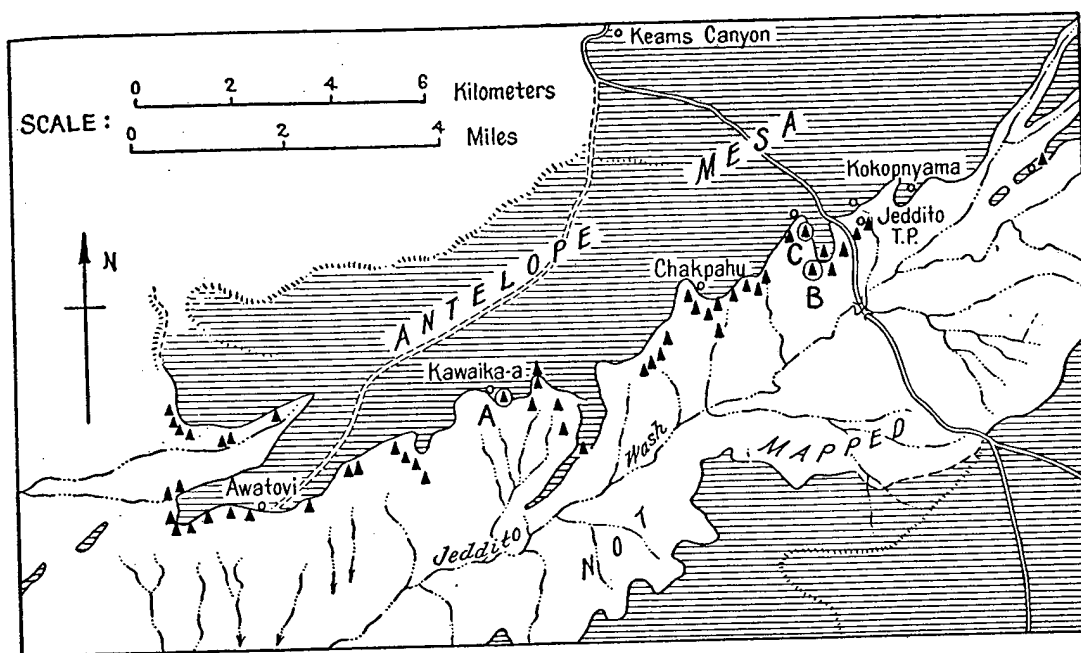 Keams Canyon
0 2 4 6 Kilometers
SCALE:
0 2 4 Miles
MESA
Kokopnyama
Jeddito
T.P.
N
C
Chakpahu
B
ANTELOPE
Kawaika-a
A
Wash
MAPPED
Awatovi
Jeddito
NOT